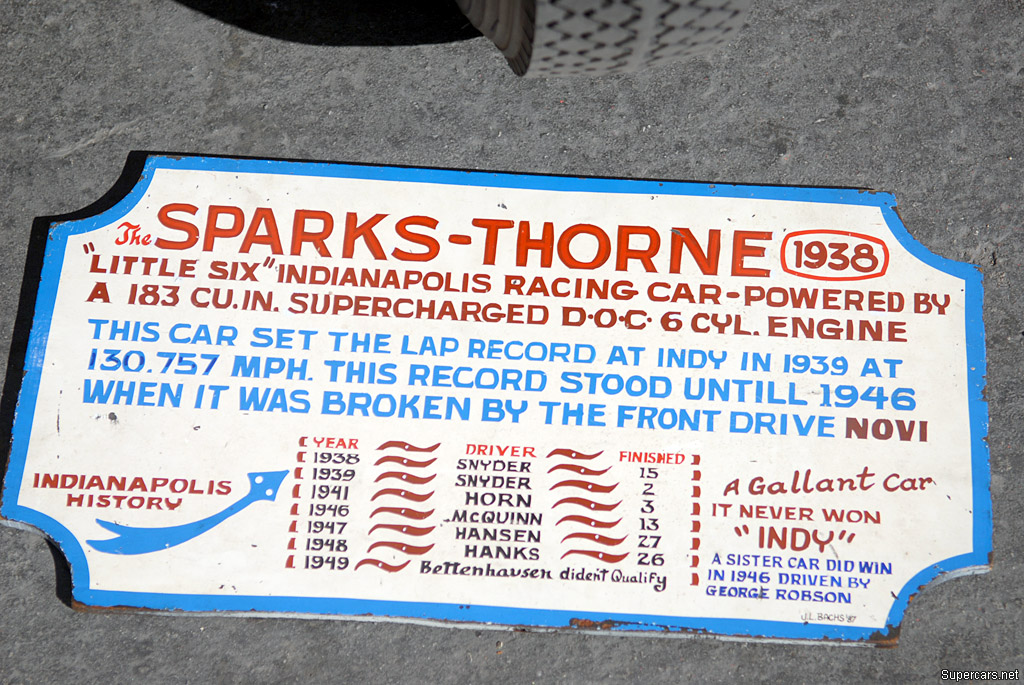 The SPARKS-THORNE 1938
"LITTLE SIX" INDIANAPOLIS RACING CAR-POWERED BY
A 183 CU.IN. SUPERCHARGED D·O·C· 6 CYL. ENGINE
THIS CAR SET THE LAP RECORD AT INDY IN 1939 AT
130.757 MPH. THIS RECORD STOOD UNTILL 1946
WHEN IT WAS BROKEN BY THE FRONT DRIVE NOVI
INDIANAPOLIS
HISTORY
YEAR DRIVER FINISHED
1938 SNYDER 15
1939 SNYDER 2
1941 HORN 3
1946 McQUINN 13
1947 HANSEN 27
1948 HANKS 26
1949 Bettenhausen dident Qualify
A Gallant Car
IT NEVER WON
"INDY"
A SISTER CAR DID WIN
IN 1946 DRIVEN BY
GEORGE ROBSON
J.L.BACHS '87
Supercars.net